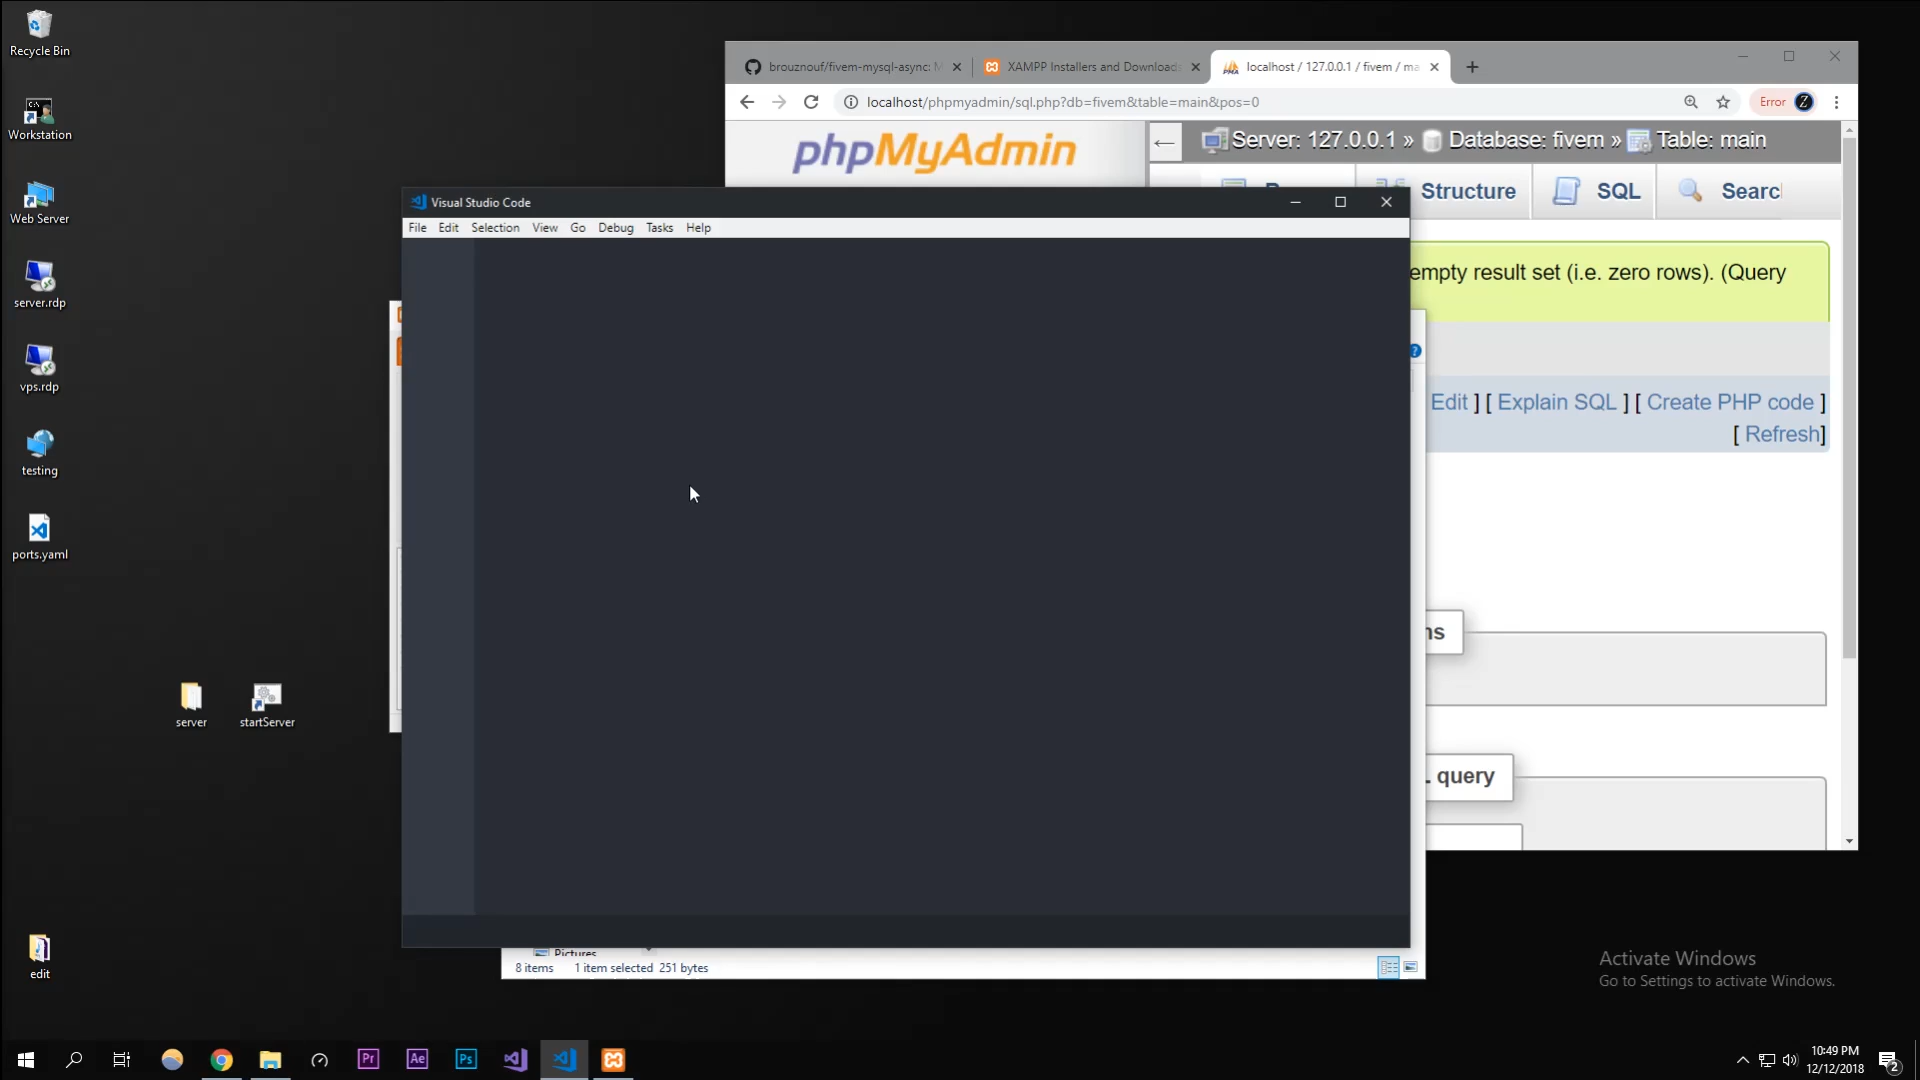 Recycle Bin
Workstation
Web Server
server.rdp
vps.rdp
testing
ports.yaml
server
startServer
edit
brouznouf/fivem-mysql-async: M
XAMPP Installers and Downloads
localhost / 127.0.0.1 / fivem / ma
localhost/phpmyadmin/sql.php?db=fivem&table=main&pos=0
Error
phpMyAdmin
Server: 127.0.0.1 » Database: fivem » Table: main
Structure
SQL
Searc
Visual Studio Code
File Edit Selection View Go Debug Tasks Help
empty result set (i.e. zero rows). (Query
Edit ] [ Explain SQL ] [ Create PHP code ]
[ Refresh]
ns
query
Pictures
8 items 1 item selected 251 bytes
Activate Windows
Go to Settings to activate Windows.
Pr
Ae
Ps
10:49 PM
12/12/2018
2